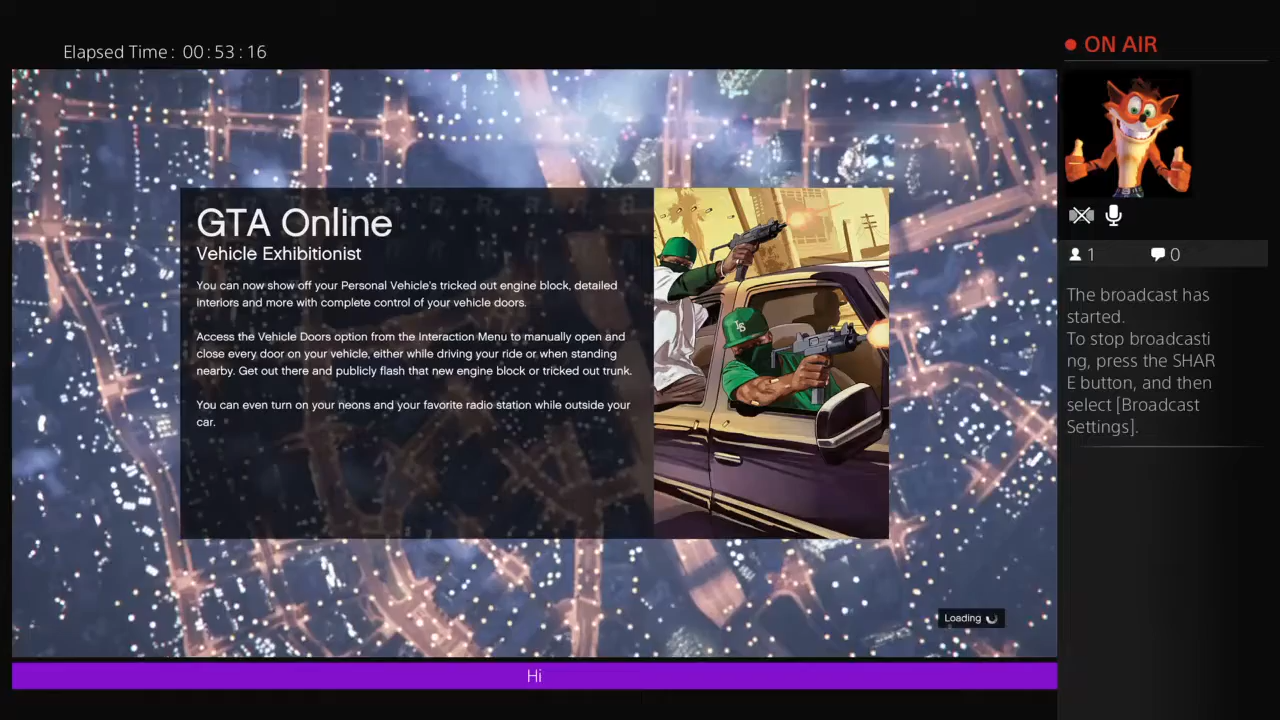 Elapsed Time: 00:53:16
ON AIR
GTA Online
Vehicle Exhibitionist
You can now show off your Personal Vehicle's tricked out engine block, detailed
interiors and more with complete control of your vehicle doors.
Access the Vehicle Doors option from the Interaction Menu to manually open and
close every door on your vehicle, either while driving your ride or when standing
nearby. Get out there and publicly flash that new engine block or tricked out trunk.
You can even turn on your neons and your favorite radio station while outside your
car.
LS
1
0
The broadcast has
started.
To stop broadcasti
ng, press the SHAR
E button, and then
select [Broadcast
Settings].
Loading
Hi